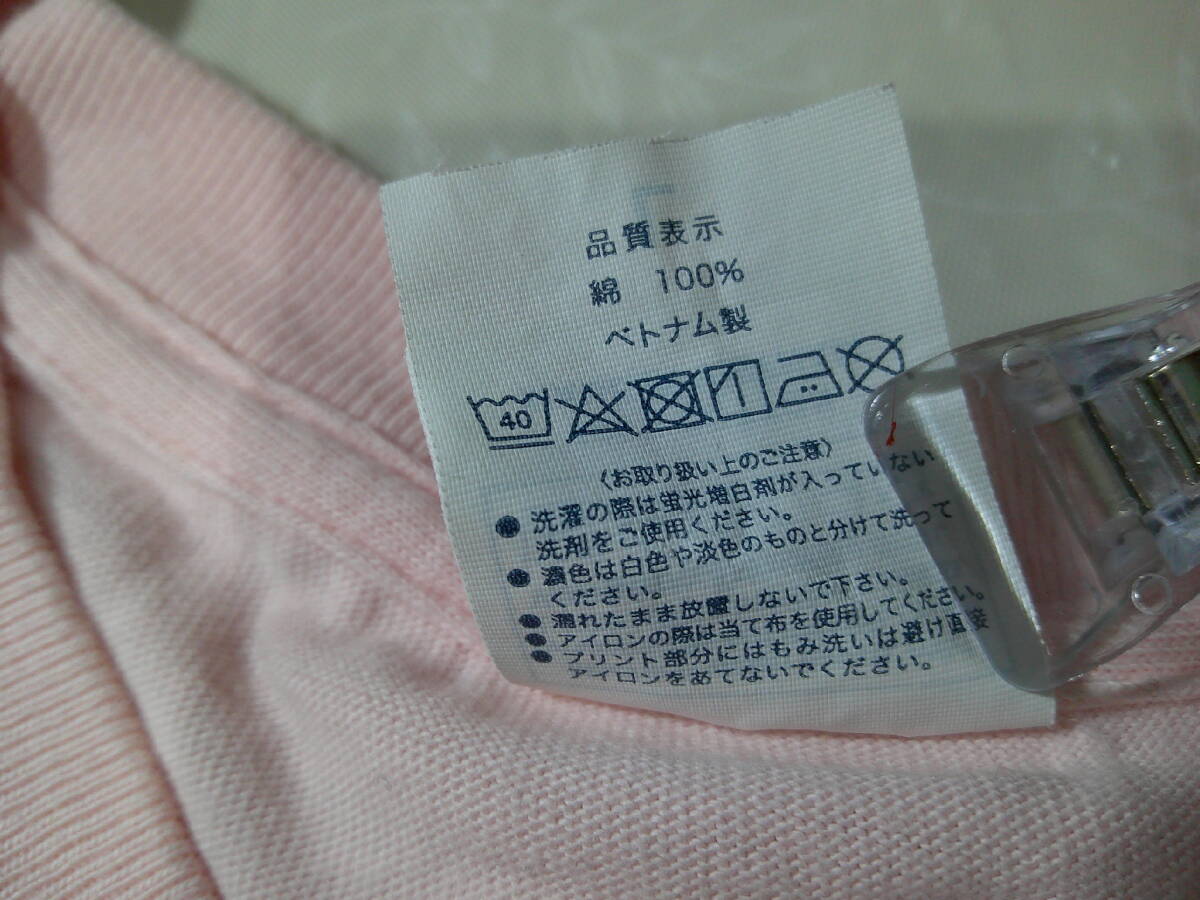 品質表示
綿 100%
ベトナム製
40
〈お取り扱い上のご注意〉
● 洗濯の際は蛍光増白剤が入っていない
洗剤をご使用ください。
● 濃色は白色や淡色のものと分けて洗って
ください。
● 濡れたまま放置しないで下さい。
● アイロンの際は当て布を使用してください。
● プリント部分にはもみ洗いは避け直接
アイロンをあてないでください。